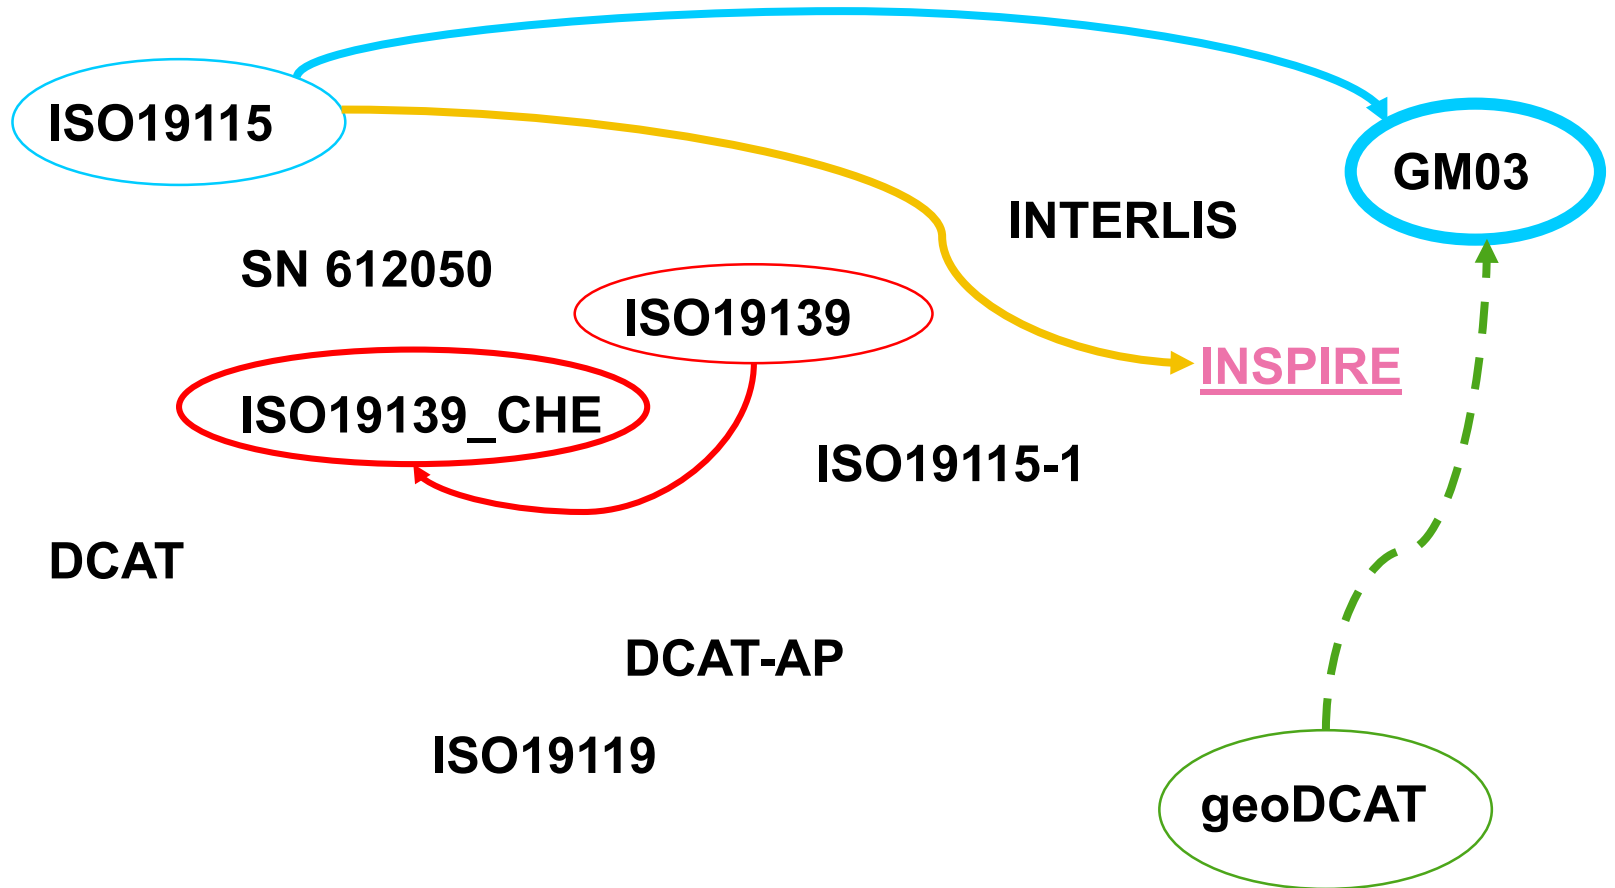 ISO19115
GM03
INTERLIS
SN 612050
ISO19139
INSPIRE
ISO19139_CHE
ISO19115-1
DCAT
DCAT-AP
ISO19119
geoDCAT